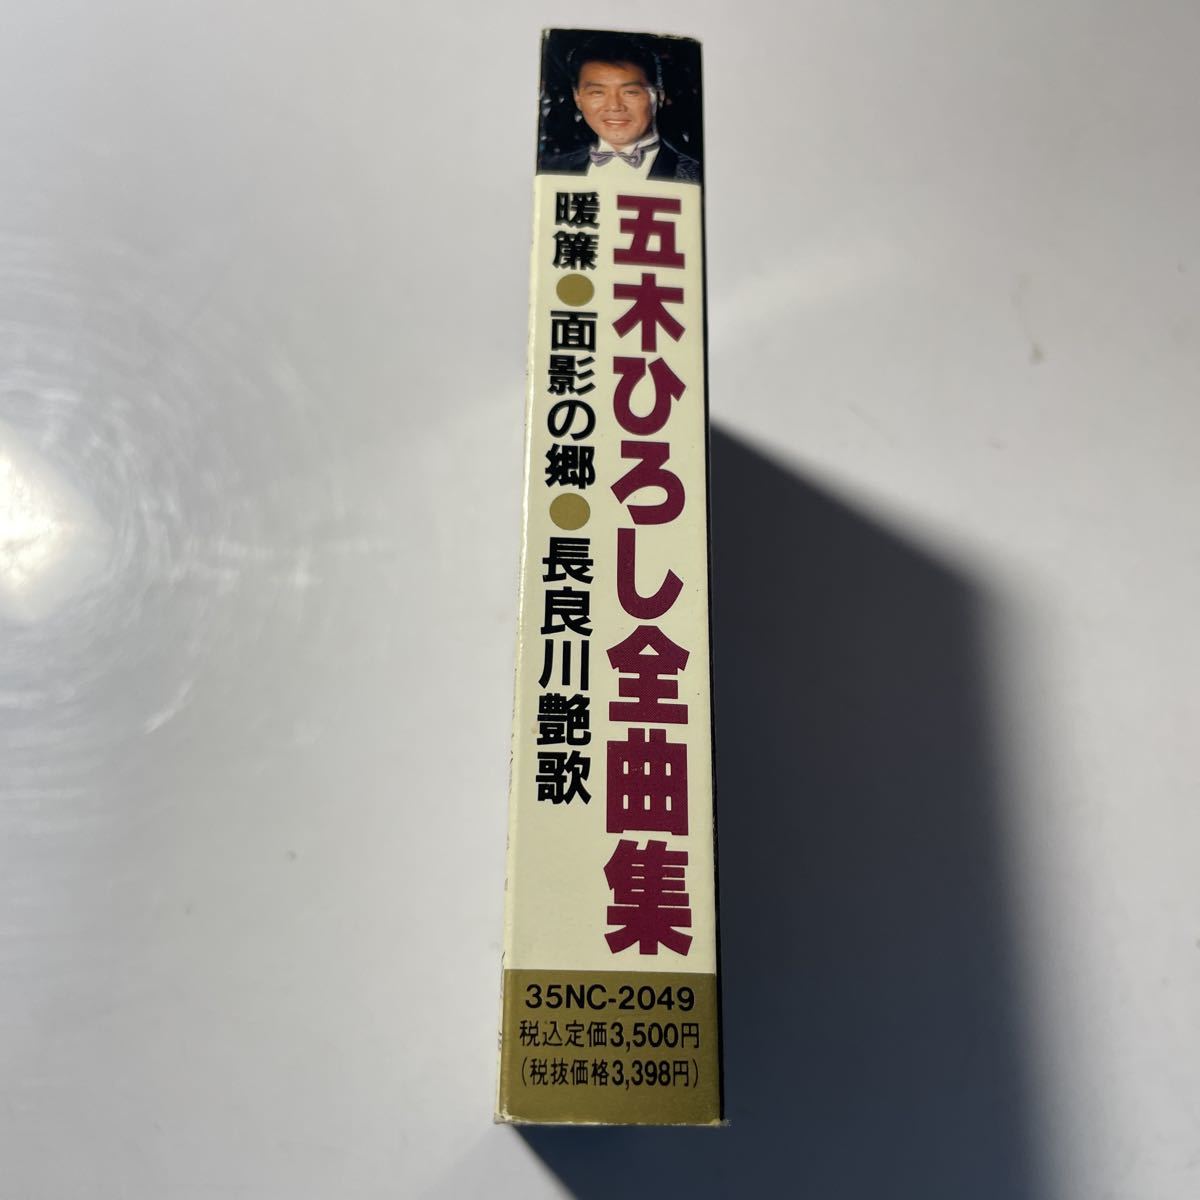 五木ひろし全曲集
暖簾●面影の郷●長良川艶歌
35NC-2049
税込定価3,500円
(税抜価格3,398円)